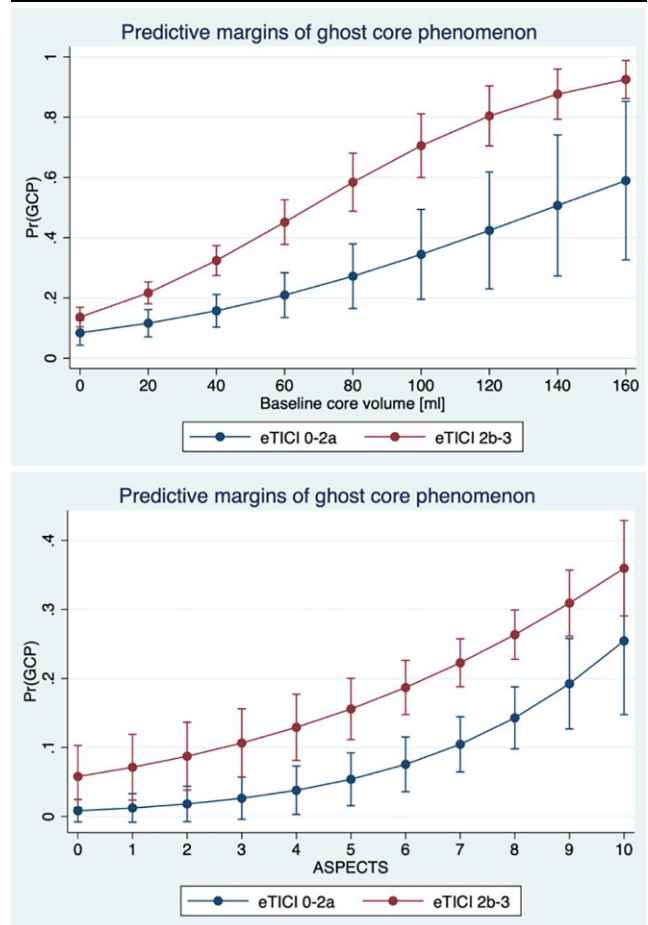 Predictive margins of ghost core phenomenon
1
.8
.6
.4
.2
0
Pr(GCP)
0 20 40 60 80 100 120 140 160
Baseline core volume [ml]
eTICI 0-2a eTICI 2b-3
Predictive margins of ghost core phenomenon
.4
.3
.2
.1
0
Pr(GCP)
0 1 2 3 4 5 6 7 8 9 10
ASPECTS
eTICI 0-2a eTICI 2b-3